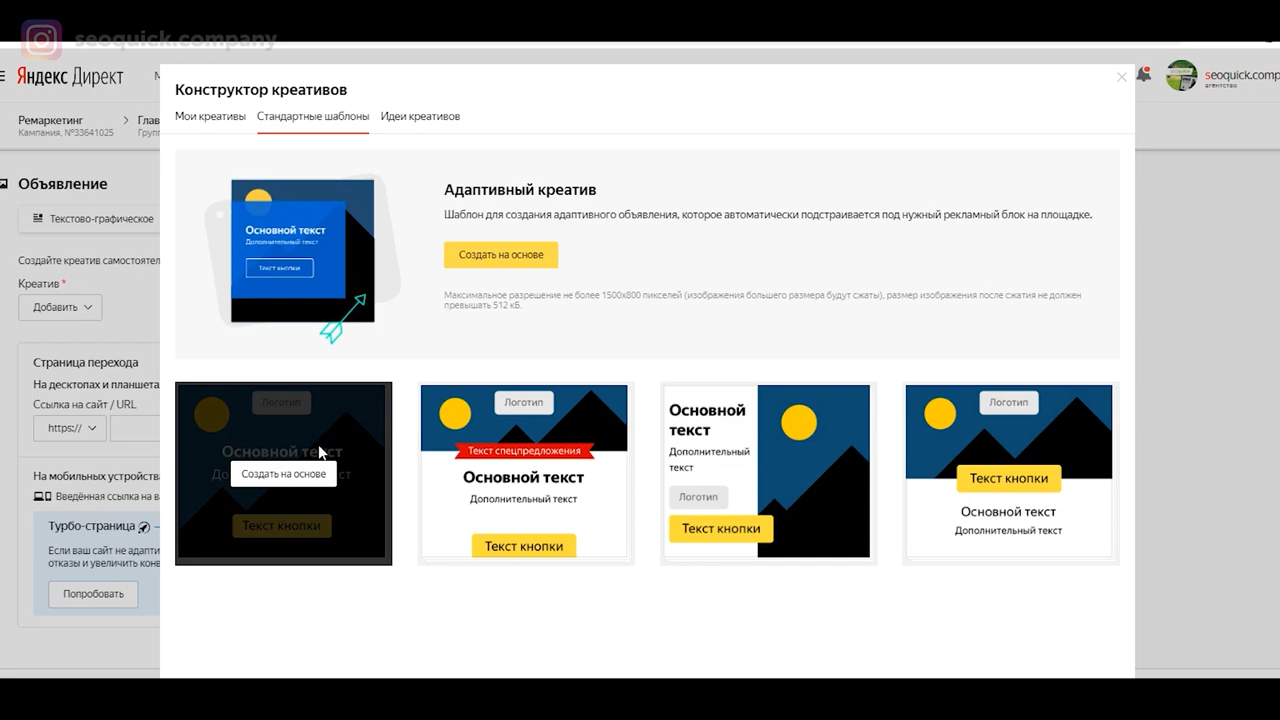 seoquick.company
Яндекс Директ
seoquick.comp
агентство
Ремаркетинг
Глав
Кампания, №33641025
Групп
Объявление
Текстово-графическое
Создайте креатив самостоятел
Креатив *
Добавить
Страница перехода
На десктопах и планшета
Ссылка на сайт / URL
https://
На мобильных устройства
Введённая ссылка на в
Турбо-страница
Если ваш сайт не адапти
отказы и увеличить конв
Попробовать
Конструктор креативов
Мои креативы Стандартные шаблоны Идеи креативов
Основной текст
Дополнительный текст
Текст кнопки
Адаптивный креатив
Шаблон для создания адаптивного объявления, которое автоматически подстраивается под нужный рекламный блок на площадке.
Создать на основе
Максимальное разрешение не более 1500x800 пикселей (изображения большего размера будут сжаты), размер изображения после сжатия не должен
превышать 512 кБ.
Логотип
Основной текст
Создать на основе
Текст кнопки
Логотип
Текст спецпредложения
Основной текст
Дополнительный текст
Текст кнопки
Основной
текст
Дополнительный
текст
Логотип
Текст кнопки
Логотип
Текст кнопки
Основной текст
Дополнительный текст